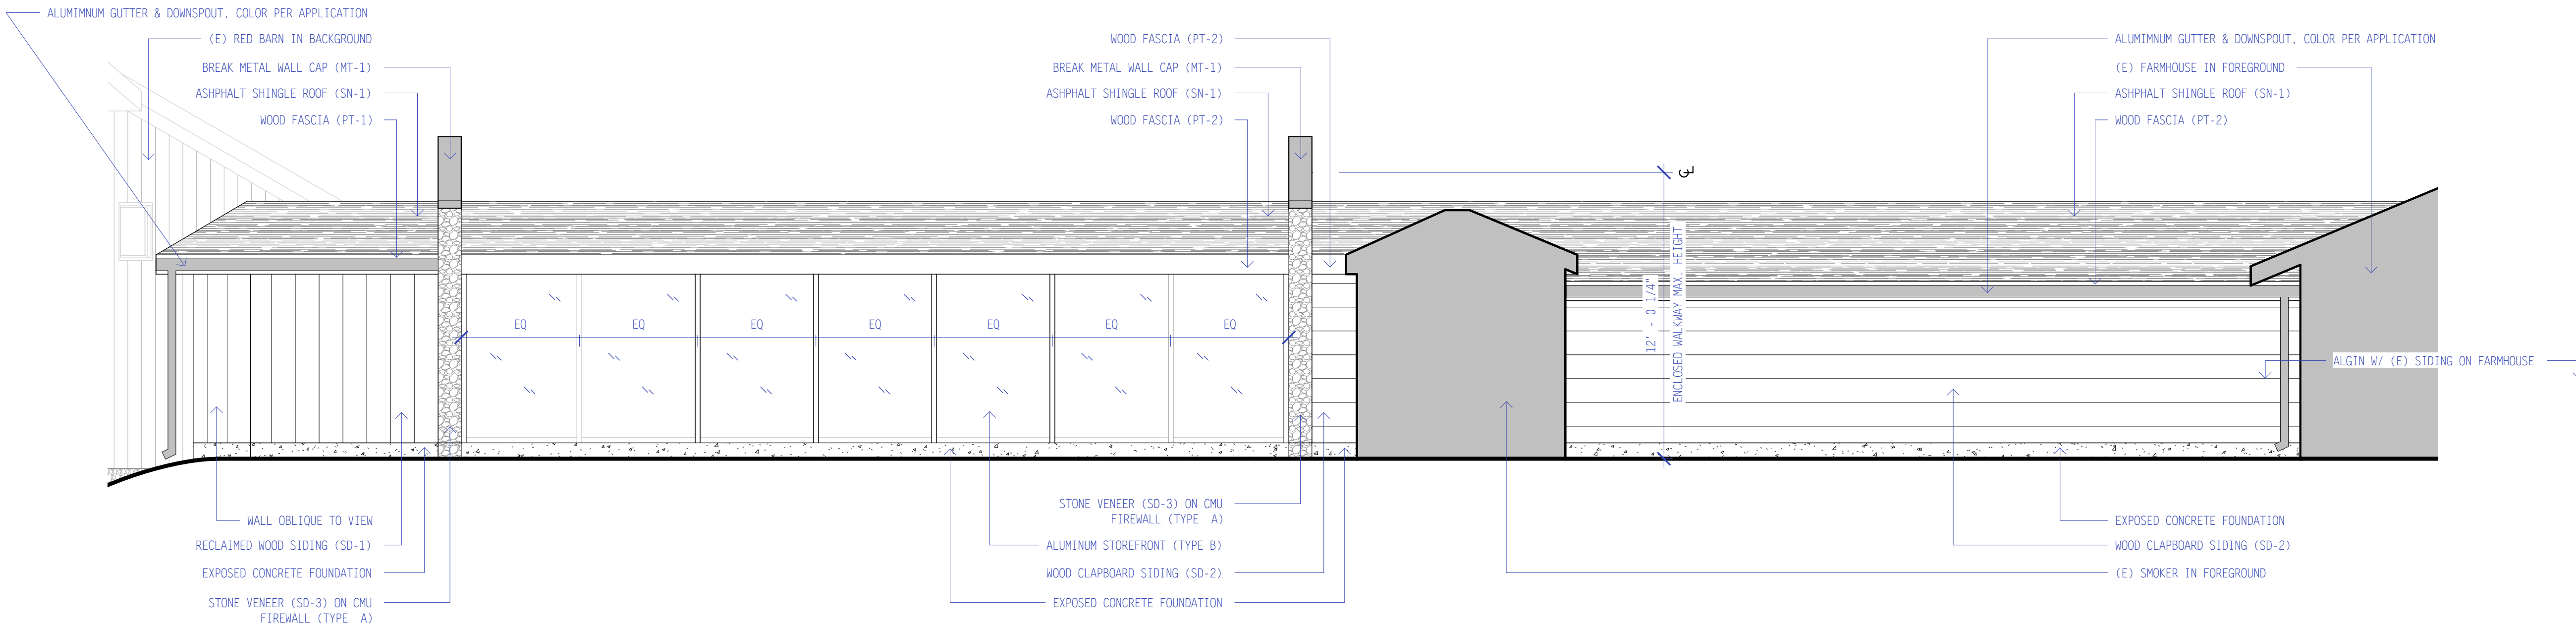 ALUMIMNUM GUTTER & DOWNSPOUT, COLOR PER APPLICATION
(E) RED BARN IN BACKGROUND
BREAK METAL WALL CAP (MT-1)
ASHPHALT SHINGLE ROOF (SN-1)
WOOD FASCIA (PT-1)
WOOD FASCIA (PT-2)
BREAK METAL WALL CAP (MT-1)
ASHPHALT SHINGLE ROOF (SN-1)
WOOD FASCIA (PT-2)
ALUMIMNUM GUTTER & DOWNSPOUT, COLOR PER APPLICATION
(E) FARMHOUSE IN FOREGROUND
ASHPHALT SHINGLE ROOF (SN-1)
WOOD FASCIA (PT-2)
EQ
EQ
EQ
EQ
EQ
EQ
EQ
12' - 0 1/4"
ENCLOSED WALKWAY MAX. HEIGHT
ALGIN W/ (E) SIDING ON FARMHOUSE
WALL OBLIQUE TO VIEW
RECLAIMED WOOD SIDING (SD-1)
EXPOSED CONCRETE FOUNDATION
STONE VENEER (SD-3) ON CMU
FIREWALL (TYPE A)
STONE VENEER (SD-3) ON CMU
FIREWALL (TYPE A)
ALUMINUM STOREFRONT (TYPE B)
WOOD CLAPBOARD SIDING (SD-2)
EXPOSED CONCRETE FOUNDATION
EXPOSED CONCRETE FOUNDATION
WOOD CLAPBOARD SIDING (SD-2)
(E) SMOKER IN FOREGROUND